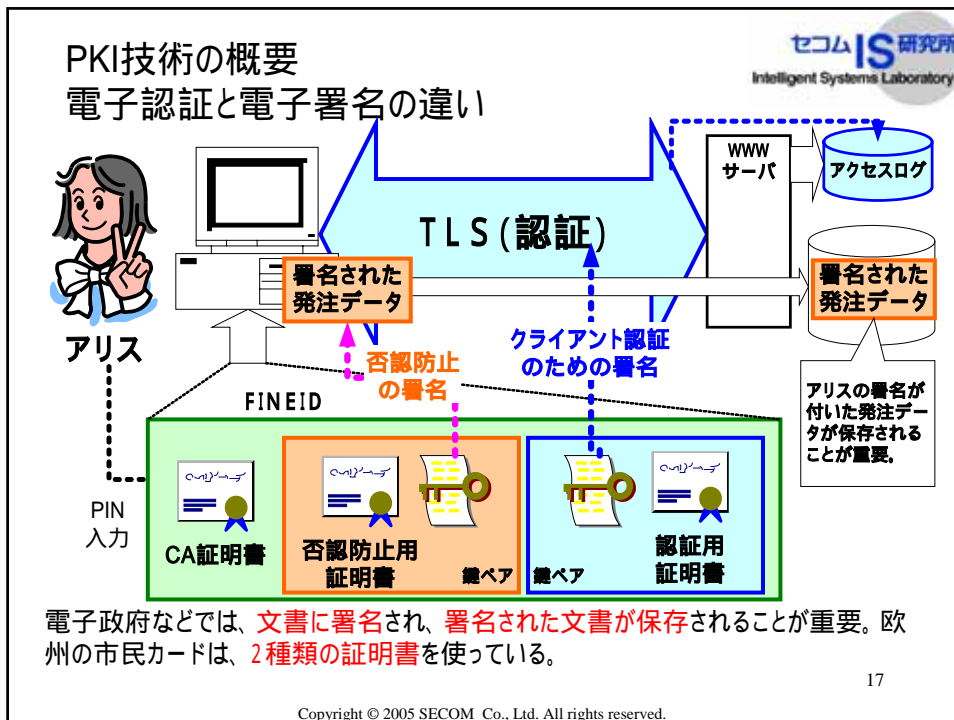 PKI技術の概要
電子認証と電子署名の違い
セコムIS研究所
Intelligent Systems Laboratory
WWW
サーバ
アクセスログ
TLS(認証)
署名された
発注データ
署名された
発注データ
アリス
否認防止
の署名
クライアント認証
のための署名
FINEID
アリスの署名が
付いた発注デー
タが保存される
ことが重要。
PIN
入力
CA証明書
否認防止用
証明書
鍵ペア
鍵ペア
認証用
証明書
電子政府などでは、文書に署名され、署名された文書が保存されることが重要。欧
州の市民カードは、2種類の証明書を使っている。
17
Copyright © 2005 SECOM Co., Ltd. All rights reserved.